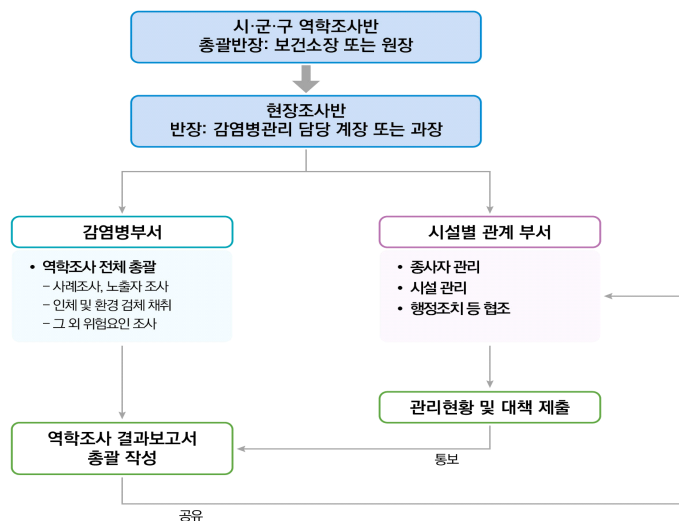 시·군·구 역학조사반
총괄반장: 보건소장 또는 원장
현장조사반
반장: 감염병관리 담당 계장 또는 과장
감염병부서
• 역학조사 전체 총괄
– 사례조사, 노출자 조사
– 인체 및 환경 검체 채취
– 그 외 위험요인 조사
시설별 관계 부서
• 종사자 관리
• 시설 관리
• 행정조치 등 협조
관리현황 및 대책 제출
역학조사 결과보고서
총괄 작성
통보
공유